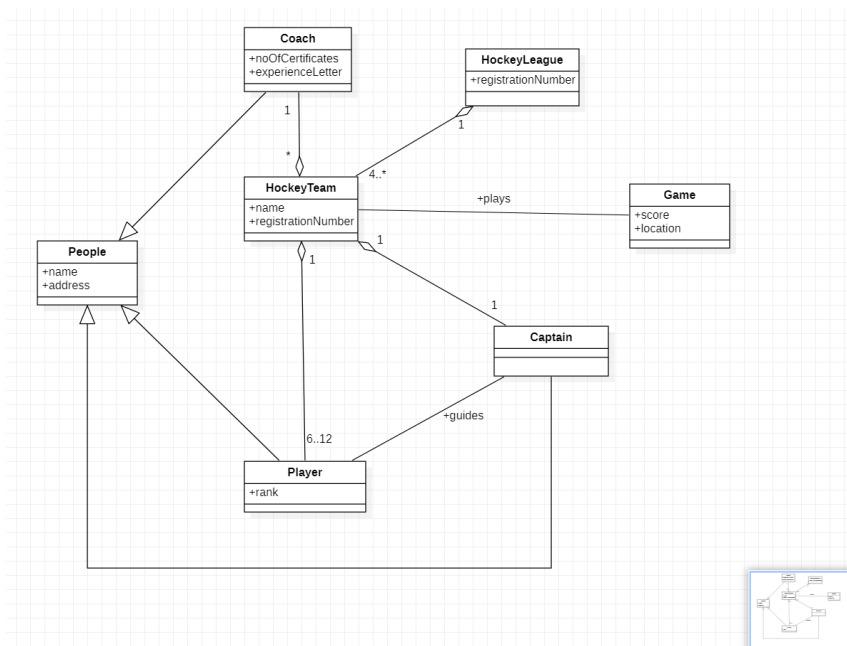 Coach
+noOfCertificates
+experienceLetter
HockeyLeague
+registrationNumber
1
1
*
4..*
HockeyTeam
+name
+registrationNumber
+plays
Game
+score
+location
People
+name
+address
1
1
1
Captain
+guides
6..12
Player
+rank